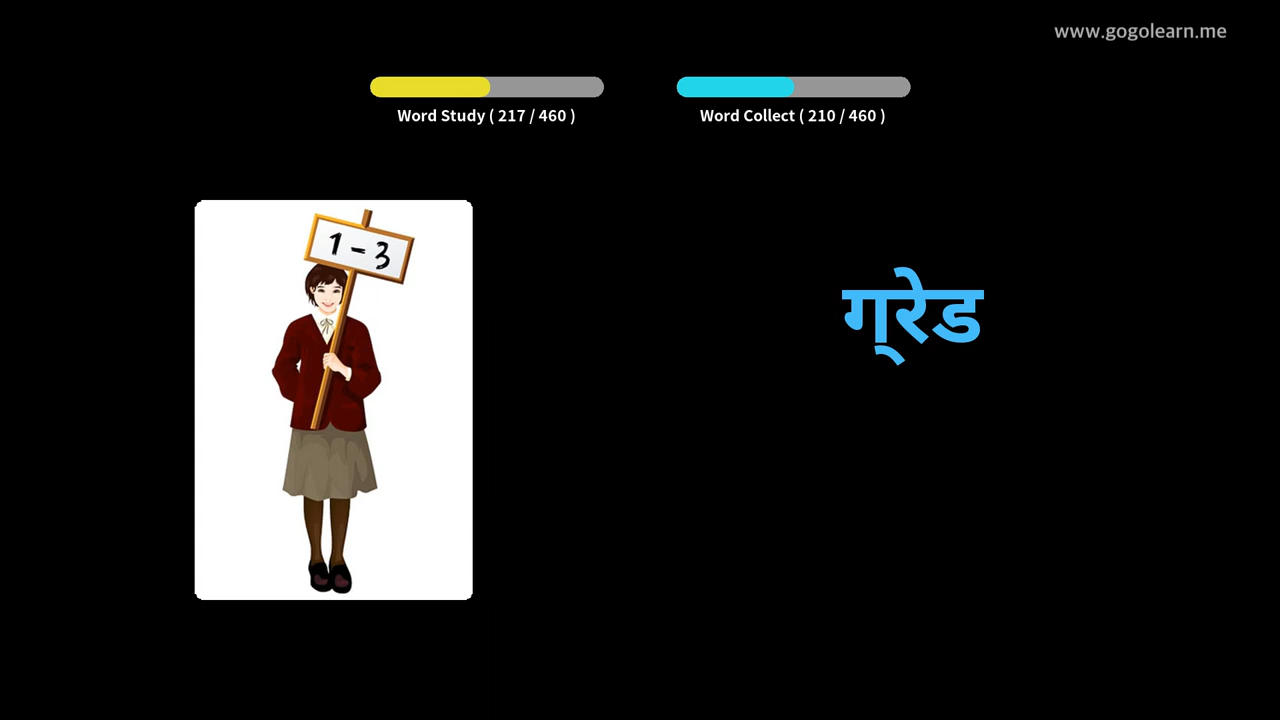 www.gogolearn.me
Word Study ( 217 / 460 )
Word Collect ( 210 / 460 )
1 - 3
ग्रेड